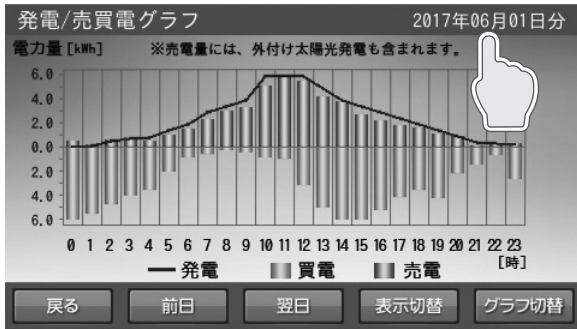 発電/売買電グラフ 2017年06月01日分
電力量[kWh] ※売電量には、外付け太陽光発電も含まれます。
6.0
4.0
2.0
0.0
2.0
4.0
6.0
0 1 2 3 4 5 6 7 8 9 10 11 12 13 14 15 16 17 18 19 20 21 22 23
[時]
発電 買電 売電
戻る 前日 翌日 表示切替 グラフ切替